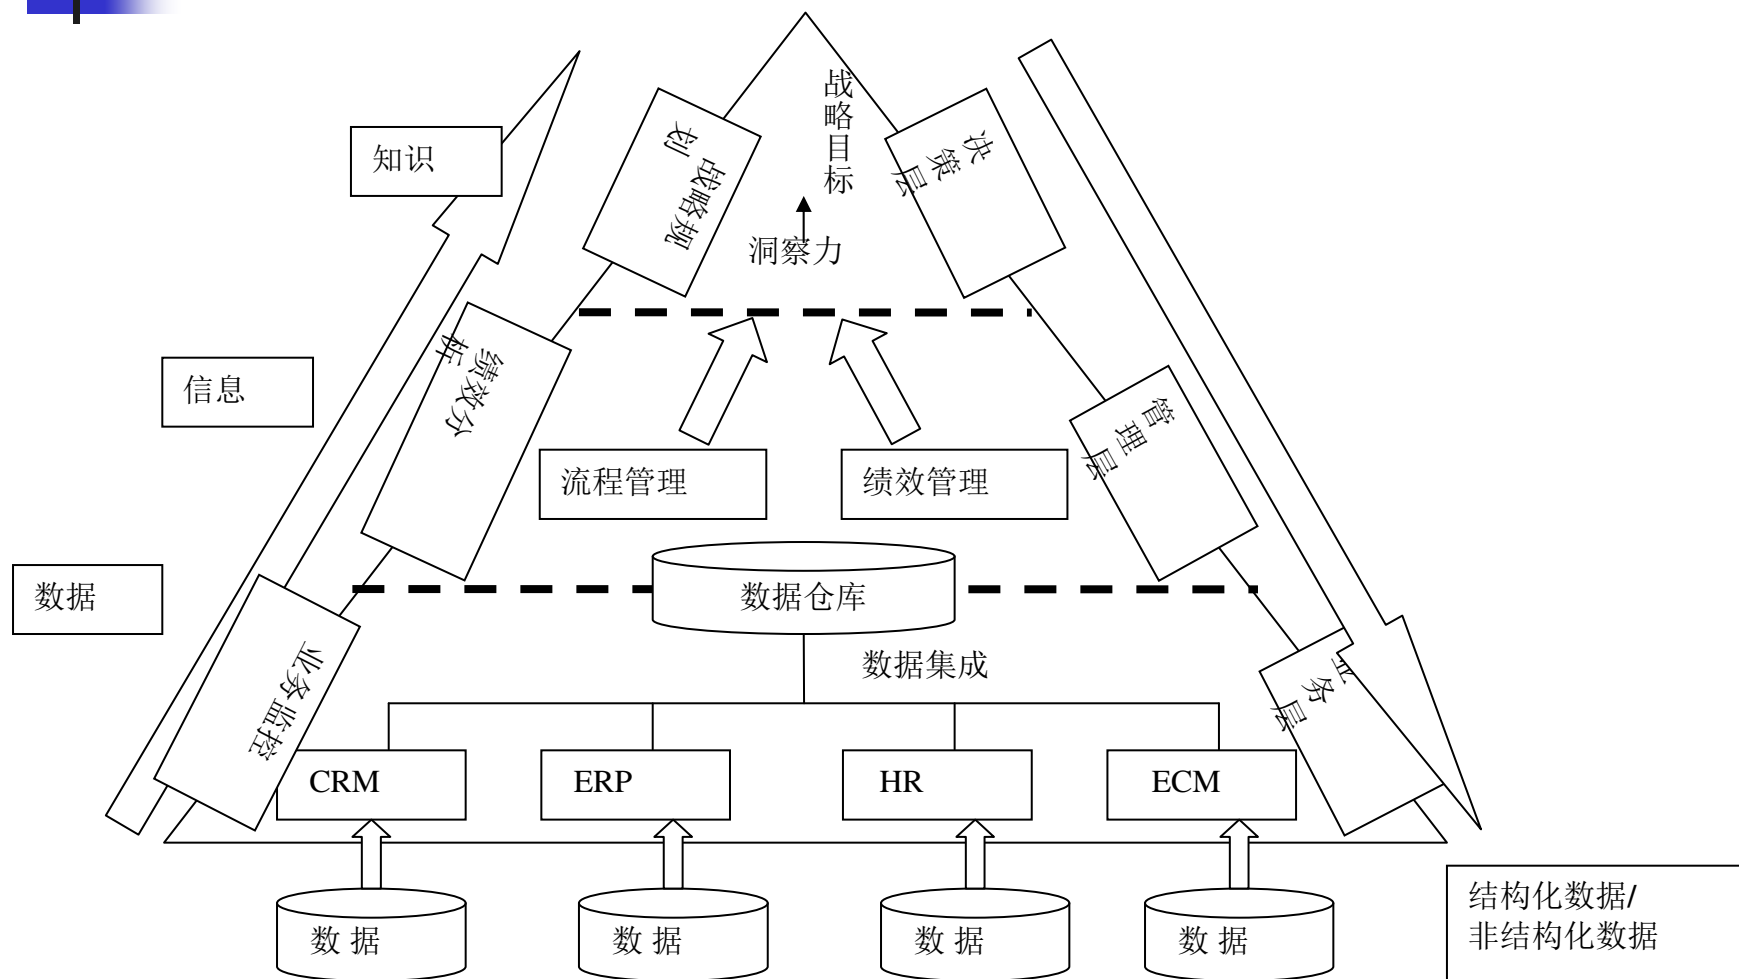 战
略
目
标
知识
战略规
划
决
策
层
洞察力
信息
绩效分
析
管
理
层
流程管理
绩效管理
数据
数据仓库
数据集成
业务监控
业
务
层
CRM
ERP
HR
ECM
数 据
数 据
数 据
数 据
结构化数据/
非结构化数据